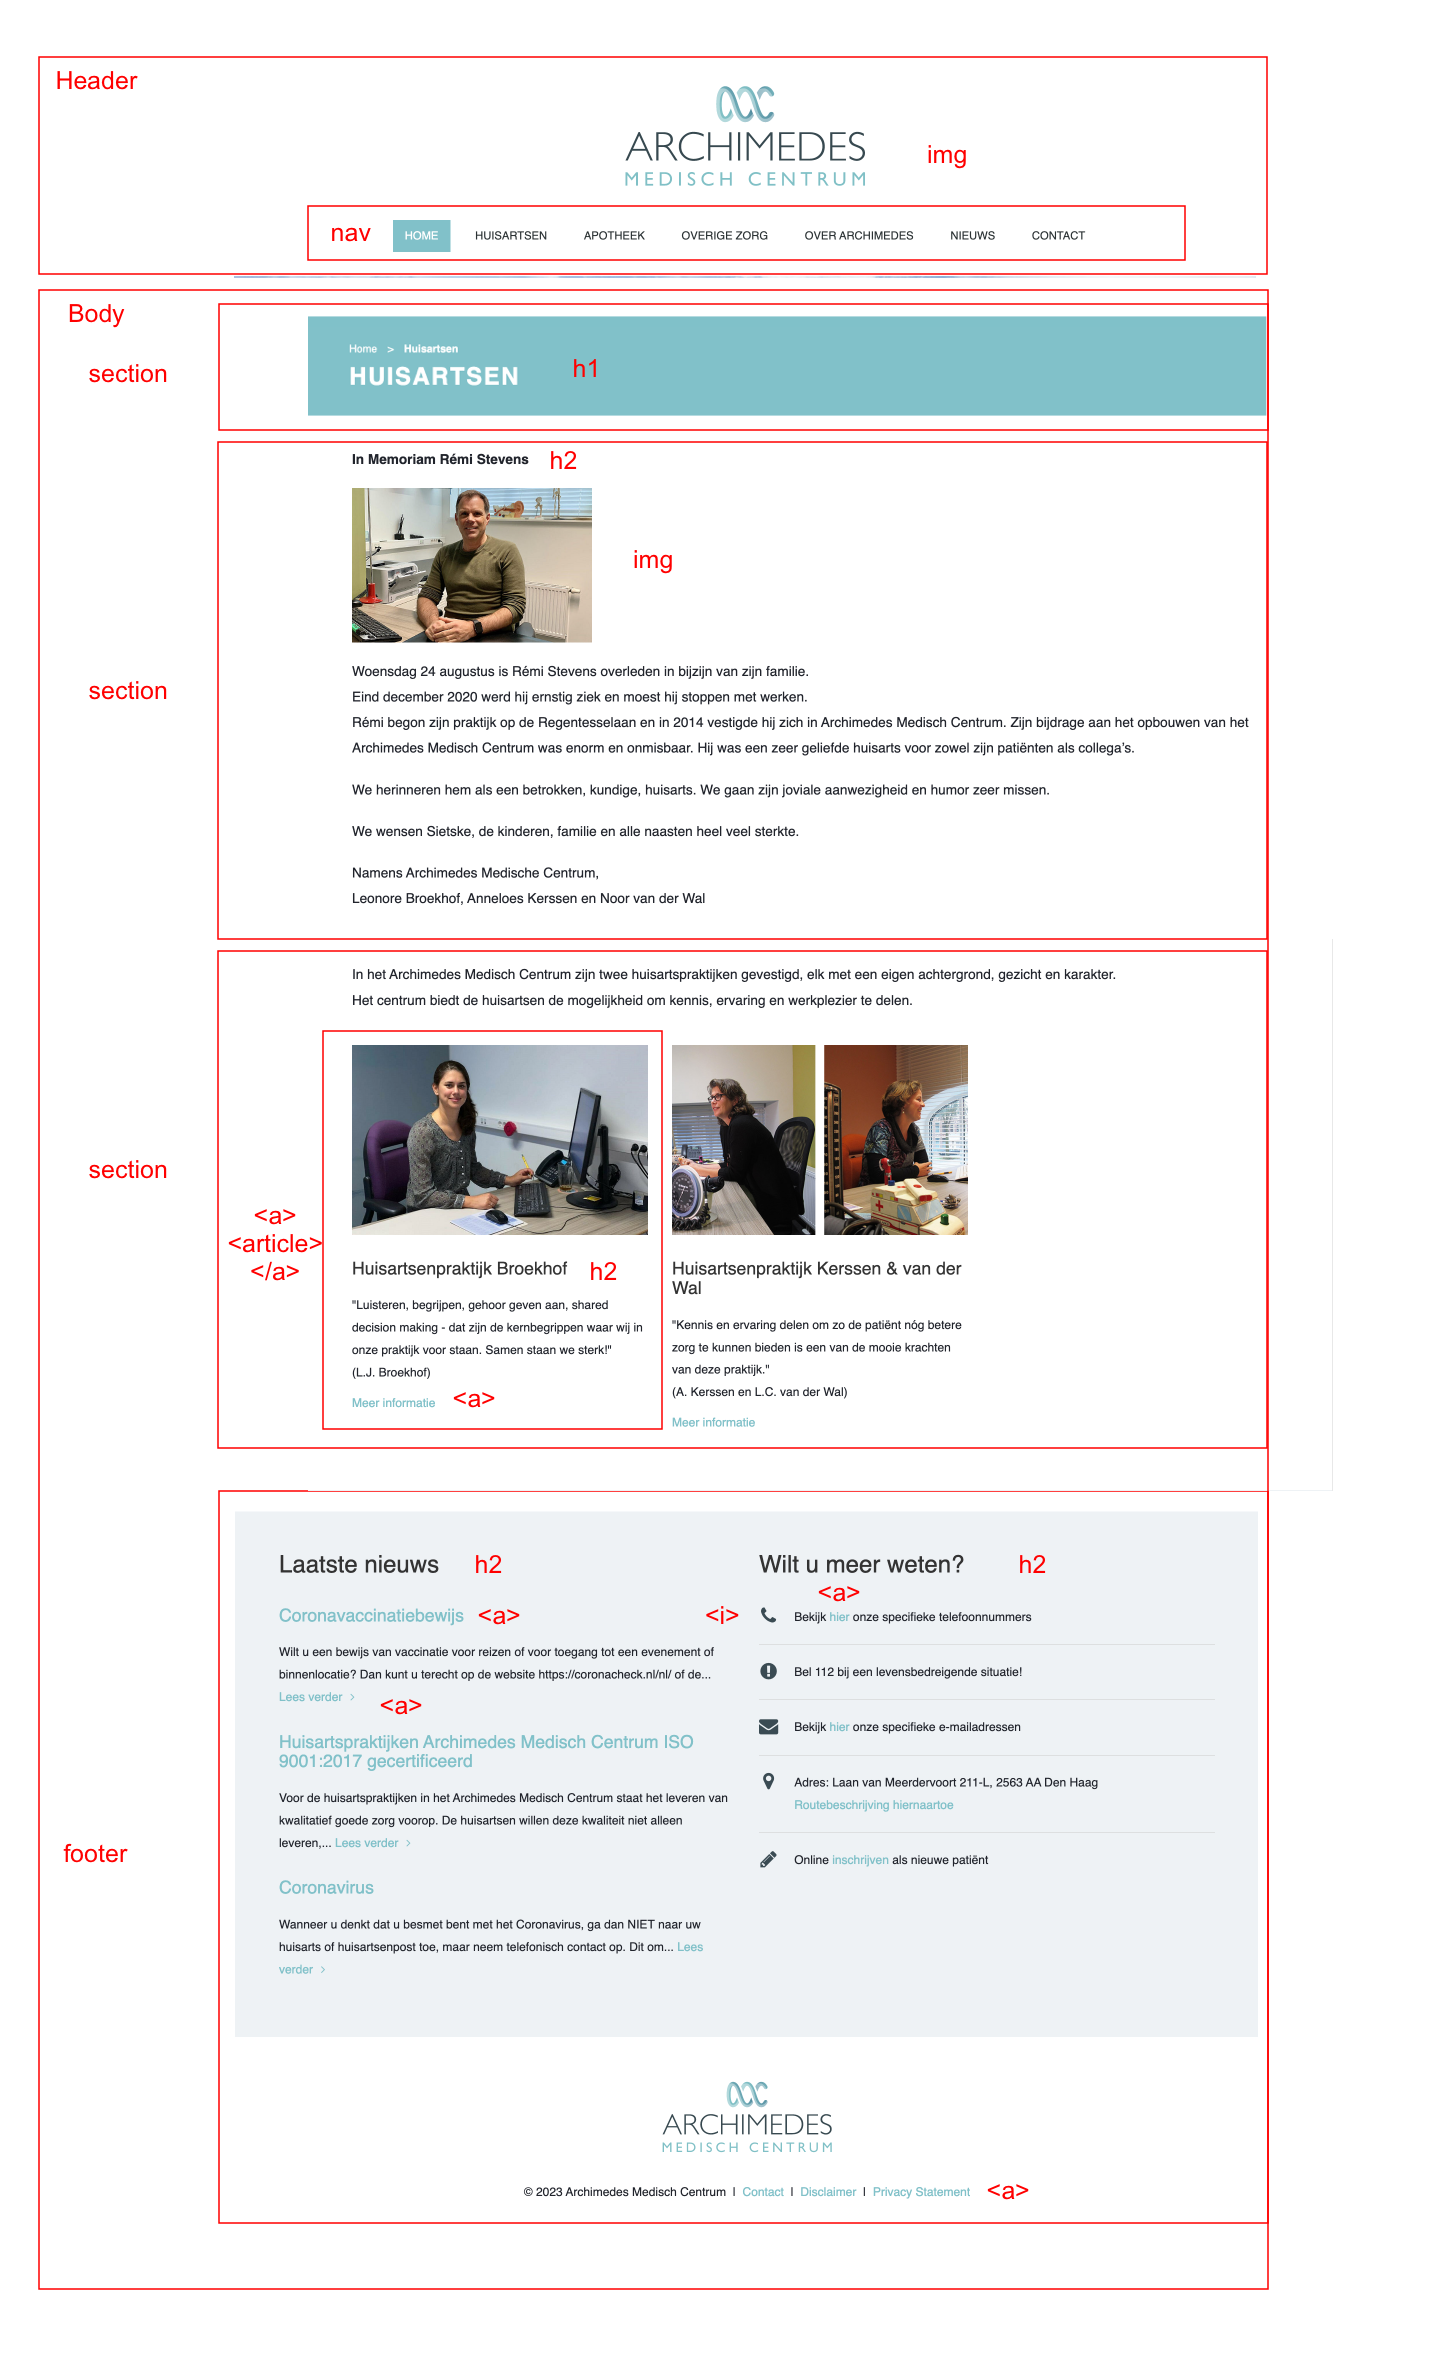 Header
ARCHIMEDES
MEDISCH CENTRUM
img
nav
HOME HUISARTSEN APOTHEEK OVERIGE ZORG OVER ARCHIMEDES NIEUWS CONTACT
Body
section
Home > Huisartsen
HUISARTSEN
h1
In Memoriam Rémi Stevens
h2
img
section
Woensdag 24 augustus is Rémi Stevens overleden in bijzijn van zijn familie.
Eind december 2020 werd hij ernstig ziek en moest hij stoppen met werken.
Rémi begon zijn praktijk op de Regentesselaan en in 2014 vestigde hij zich in Archimedes Medisch Centrum. Zijn bijdrage aan het opbouwen van het
Archimedes Medisch Centrum was enorm en onmisbaar. Hij was een zeer geliefde huisarts voor zowel zijn patiënten als collega's.
We herinneren hem als een betrokken, kundige, huisarts. We gaan zijn joviale aanwezigheid en humor zeer missen.
We wensen Sietske, de kinderen, familie en alle naasten heel veel sterkte.
Namens Archimedes Medische Centrum,
Leonore Broekhof, Anneloes Kerssen en Noor van der Wal
In het Archimedes Medisch Centrum zijn twee huisartspraktijken gevestigd, elk met een eigen achtergrond, gezicht en karakter.
Het centrum biedt de huisartsen de mogelijkheid om kennis, ervaring en werkplezier te delen.
section
<a>
<article>
</a>
Huisartsenpraktijk Broekhof
h2
"Luisteren, begrijpen, gehoor geven aan, shared
decision making - dat zijn de kernbegrippen waar wij in
onze praktijk voor staan. Samen staan we sterk!"
(L.J. Broekhof)
Meer informatie
<a>
Huisartsenpraktijk Kerssen & van der
Wal
"Kennis en ervaring delen om zo de patiënt nóg betere
zorg te kunnen bieden is een van de mooie krachten
van deze praktijk."
(A. Kerssen en L.C. van der Wal)
Meer informatie
footer
Laatste nieuws
h2
Coronavaccinatiebewijs
<a>
Wilt u een bewijs van vaccinatie voor reizen of voor toegang tot een evenement of
binnenlocatie? Dan kunt u terecht op de website https://coronacheck.nl/nl/ of de...
Lees verder >
<a>
Huisartspraktijken Archimedes Medisch Centrum ISO
9001:2017 gecertificeerd
Voor de huisartspraktijken in het Archimedes Medisch Centrum staat het leveren van
kwalitatief goede zorg voorop. De huisartsen willen deze kwaliteit niet alleen
leveren,... Lees verder >
Coronavirus
Wanneer u denkt dat u besmet bent met het Coronavirus, ga dan NIET naar uw
huisarts of huisartsenpost toe, maar neem telefonisch contact op. Dit om... Lees
verder >
Wilt u meer weten?
h2
<a>
<i>
Bekijk hier onze specifieke telefoonnummers
Bel 112 bij een levensbedreigende situatie!
Bekijk hier onze specifieke e-mailadressen
Adres: Laan van Meerdervoort 211-L, 2563 AA Den Haag
Routebeschrijving hiernaartoe
Online inschrijven als nieuwe patiënt
ARCHIMEDES
MEDISCH CENTRUM
© 2023 Archimedes Medisch Centrum | Contact | Disclaimer | Privacy Statement
<a>